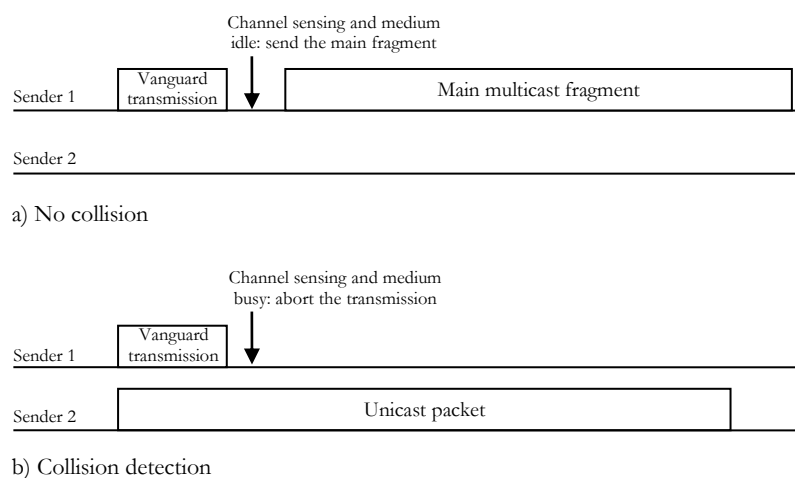 Channel sensing and medium
idle: send the main fragment
Vanguard
transmission
Main multicast fragment
Sender 1
Sender 2
a) No collision
Channel sensing and medium
busy: abort the transmission
Vanguard
transmission
Sender 1
Unicast packet
Sender 2
b) Collision detection